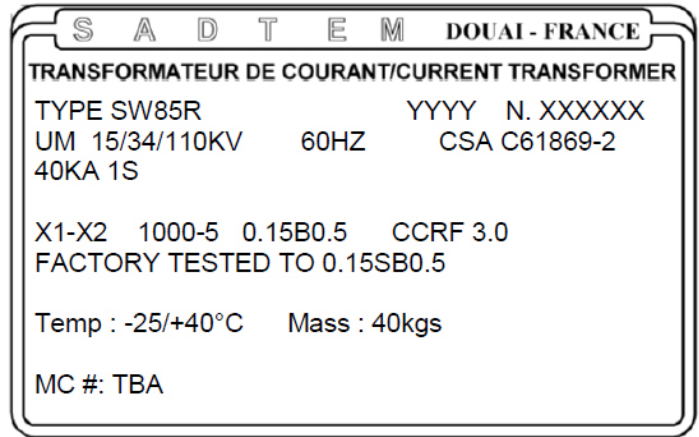 S A D T E M DOUAI - FRANCE
TRANSFORMATEUR DE COURANT/CURRENT TRANSFORMER
TYPE SW85R YYYY N. XXXXXX
UM 15/34/110KV 60HZ CSA C61869-2
40KA 1S
X1-X2 1000-5 0.15B0.5 CCRF 3.0
FACTORY TESTED TO 0.15SB0.5
Temp : -25/+40°C Mass : 40kgs
MC #: TBA